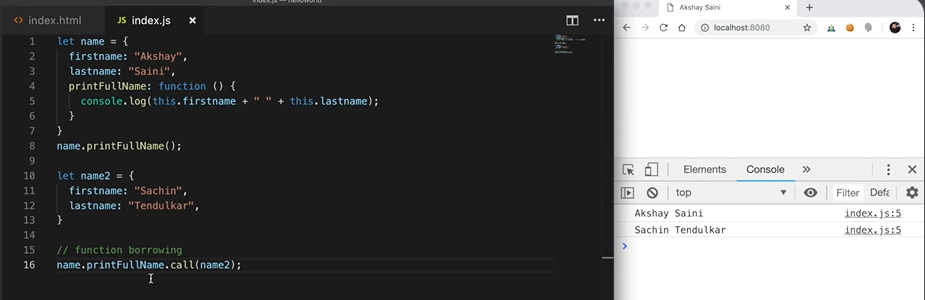 index.js — helloworld
index.html
index.js
1 let name = {
2 firstname: "Akshay",
3 lastname: "Saini",
4 printFullName: function () {
5 console.log(this.firstname + " " + this.lastname);
6 }
7 }
8 name.printFullName();
9
10 let name2 = {
11 firstname: "Sachin",
12 lastname: "Tendulkar",
13 }
14
15 // function borrowing
16 name.printFullName.call(name2);
Akshay Saini
localhost:8080
Elements Console
top Filter Defa
Akshay Saini index.js:5
Sachin Tendulkar index.js:5